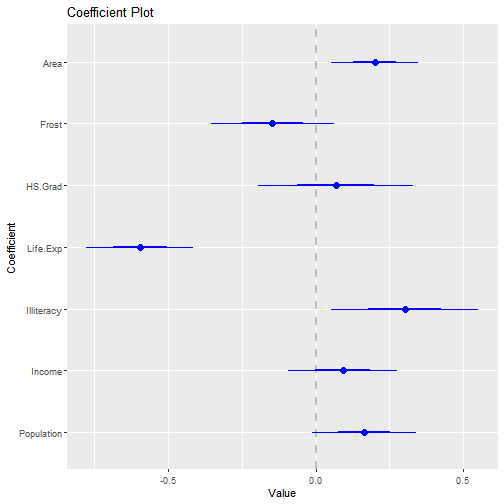 Coefficient Plot
Coefficient
Area
Frost
HS.Grad
Life.Exp
Illiteracy
Income
Population
-0.5
0.0
0.5
Value